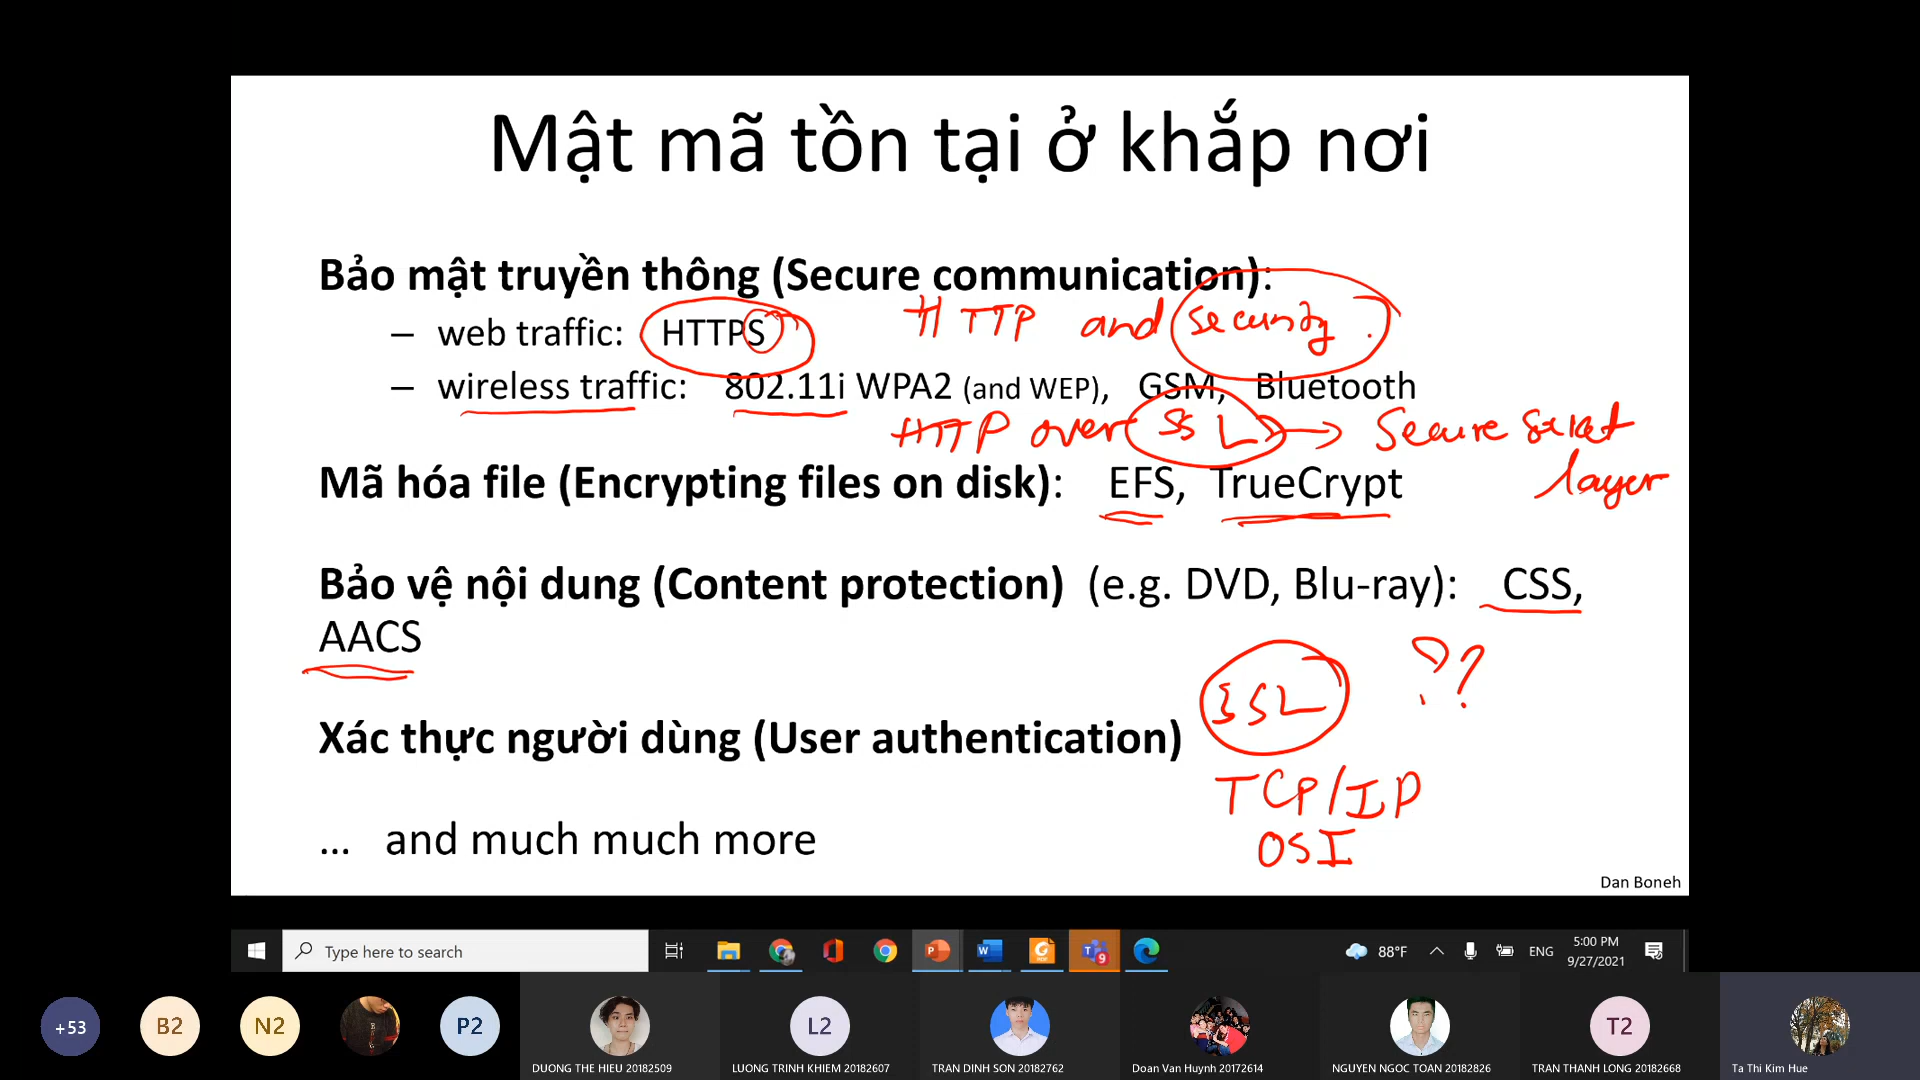 Mật mã tồn tại ở khắp nơi
Bảo mật truyền thông (Secure communication):
– web traffic: HTTPS
HTTP and security.
– wireless traffic: 802.11i WPA2 (and WEP), GSM, Bluetooth
HTTP over SSL → Secure
layer
Mã hóa file (Encrypting files on disk): EFS, TrueCrypt
Bảo vệ nội dung (Content protection) (e.g. DVD, Blu-ray): CSS,
AACS
SSL ??
Xác thực người dùng (User authentication)
TCP/IP
OSI
... and much much more
Dan Boneh
Type here to search
9
88°F
ENG
5:00 PM
9/27/2021
+53
B2
N2
P2
L2
T2
DUONG THE HIEU 20182509
LUONG TRINH KHIEM 20182607
TRAN DINH SON 20182762
Doan Van Huynh 20172614
NGUYEN NGOC TOAN 20182826
TRAN THANH LONG 20182668
Ta Thi Kim Hue